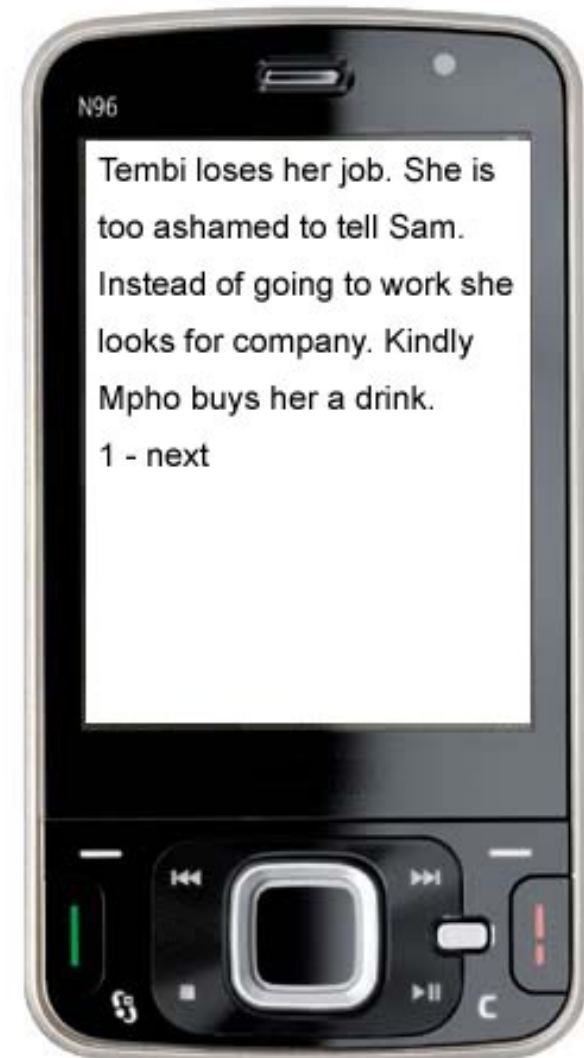 N96
Tembi loses her job. She is
too ashamed to tell Sam.
Instead of going to work she
looks for company. Kindly
Mpho buys her a drink.
1 - next
C